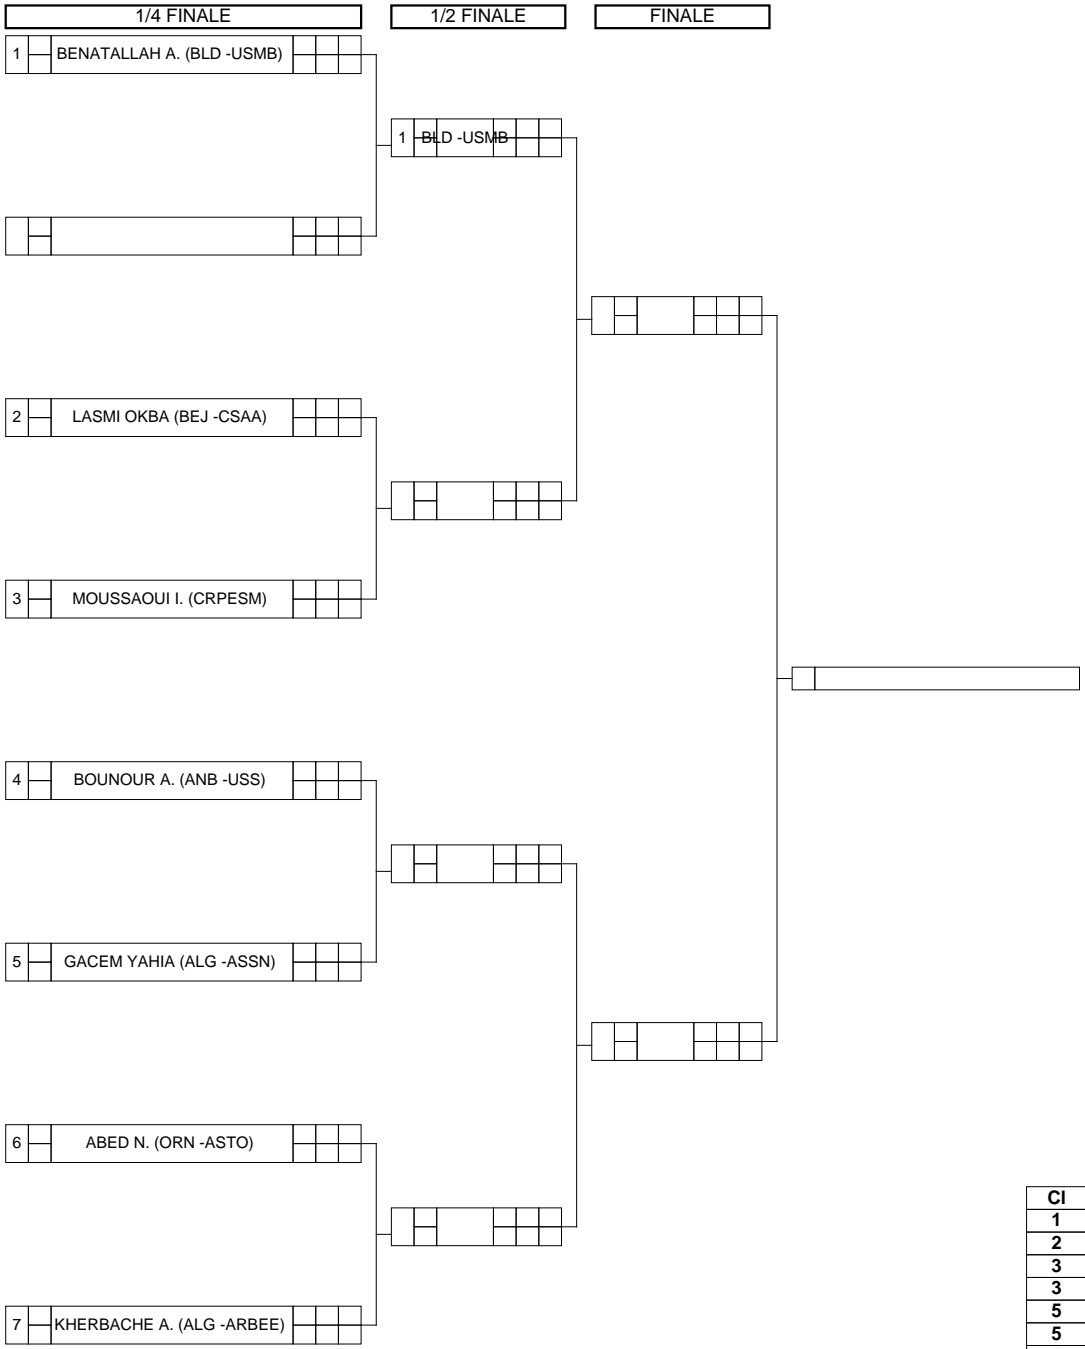 1/4 FINALE 1/2 FINALE FINALE
1 BENATALLAH A. (BLD -USMB)
1 BLD -USMB
2 LASMI OKBA (BEJ -CSAA)
3 MOUSSAOUI I. (CRPESM)
4 BOUNOUR A. (ANB -USS)
5 GACEM YAHIA (ALG -ASSN)
6 ABED N. (ORN -ASTO)
7 KHERBACHE A. (ALG -ARBEE)
Cl
1
2
3
3
5
5